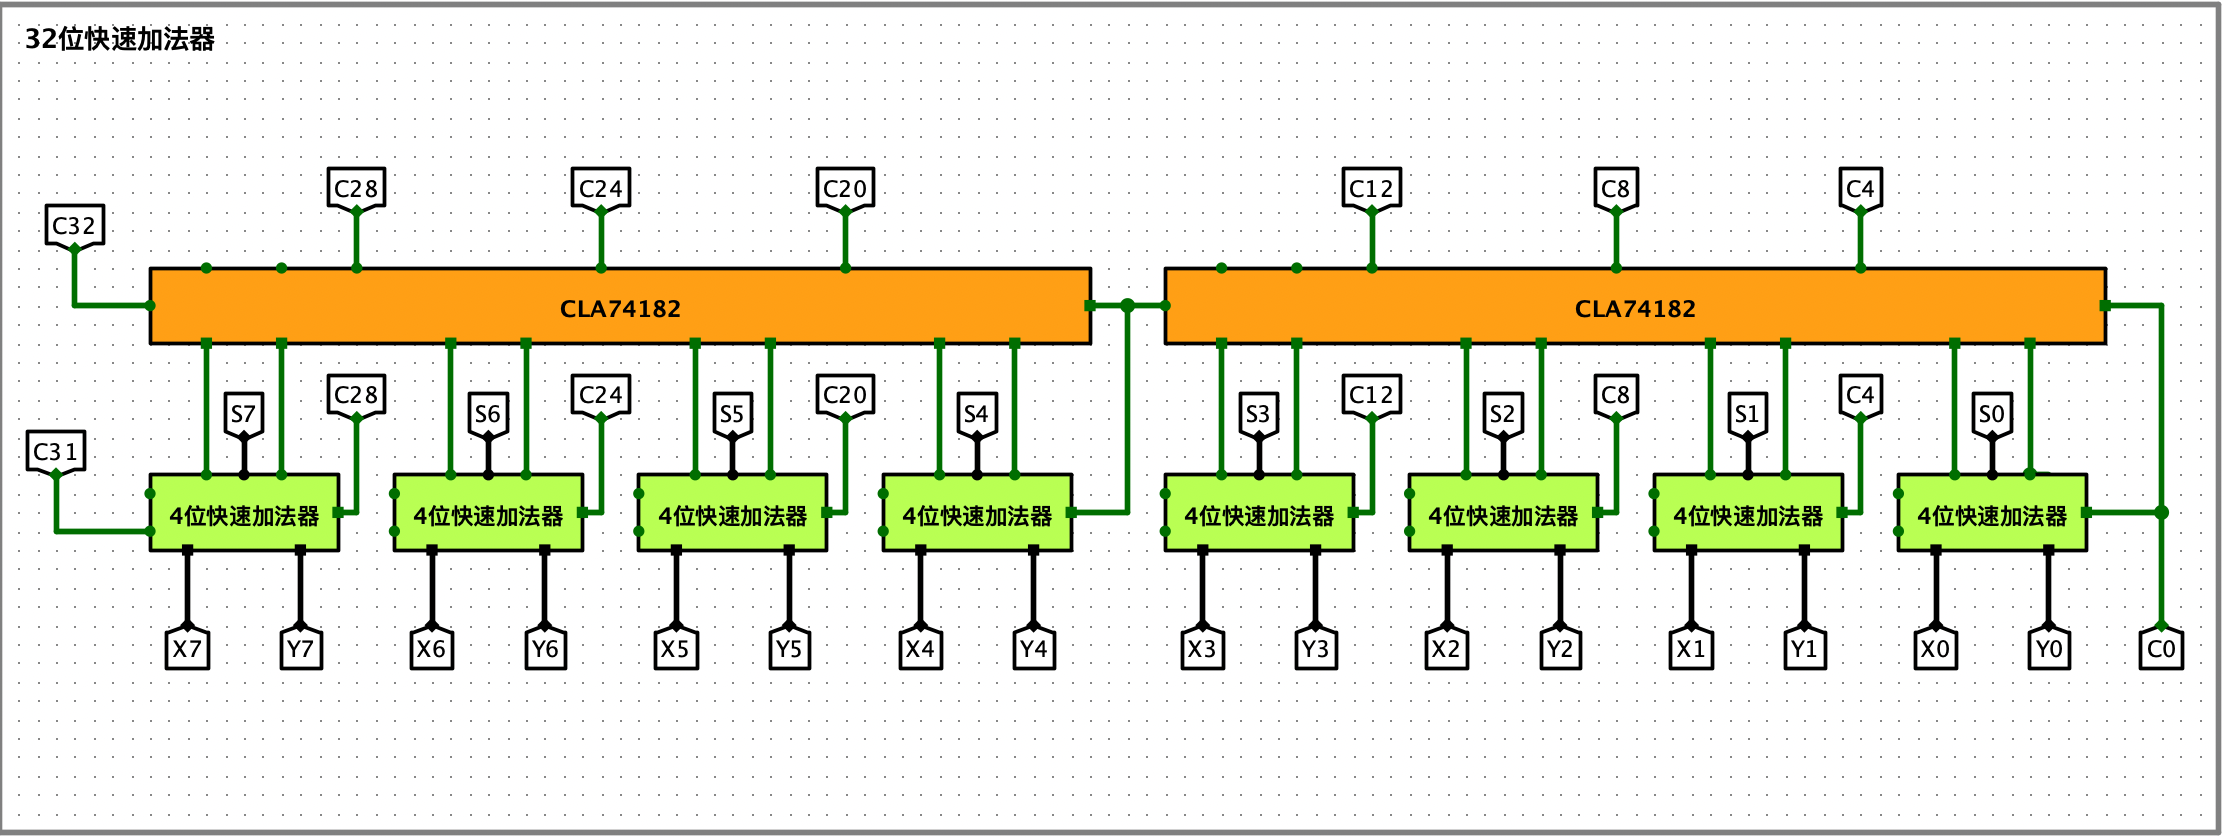 32位快速加法器
C28 C24 C20 C12 C8 C4
C32
CLA74182 CLA74182
C28 C24 C20 C12 C8 C4
S7 S6 S5 S4 S3 S2 S1 S0
C31
4位快速加法器 4位快速加法器 4位快速加法器 4位快速加法器 4位快速加法器 4位快速加法器 4位快速加法器 4位快速加法器
X7 Y7 X6 Y6 X5 Y5 X4 Y4 X3 Y3 X2 Y2 X1 Y1 X0 Y0 C0